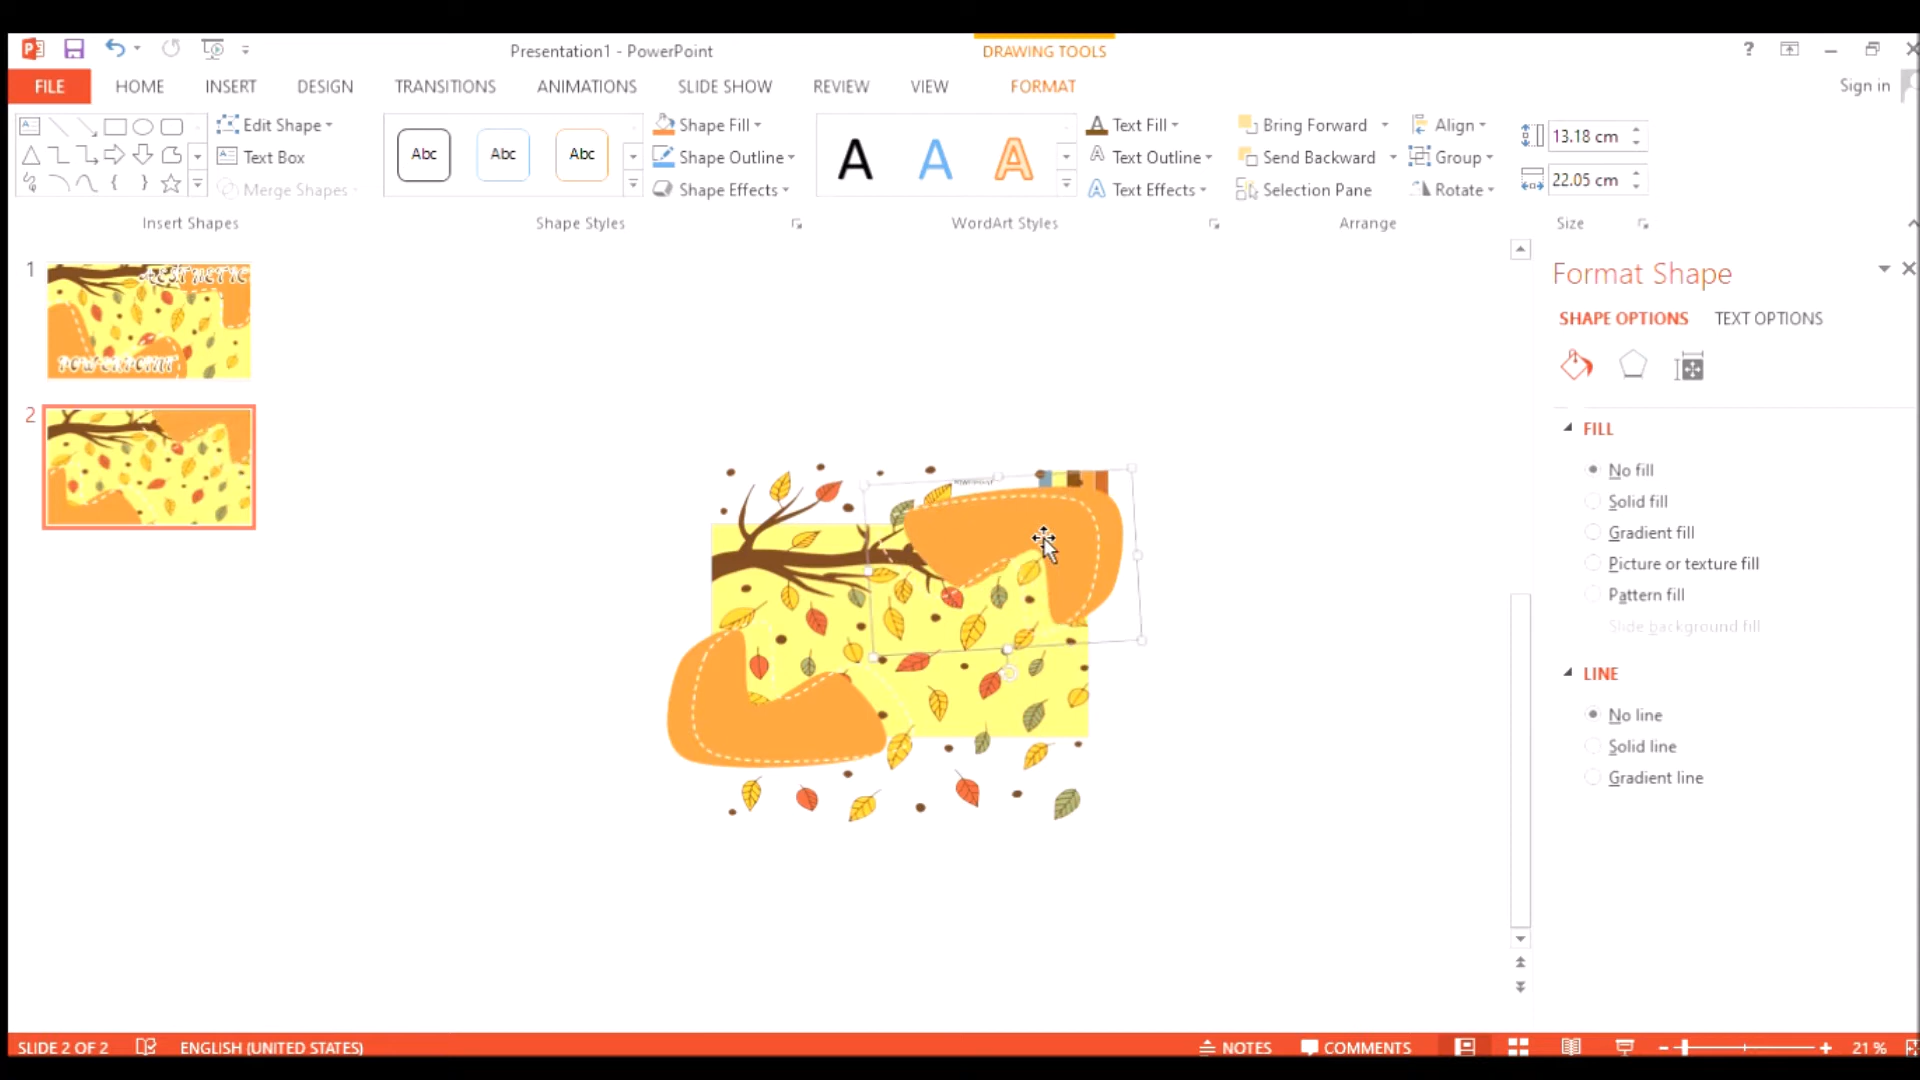 Presentation1 - PowerPoint
DRAWING TOOLS
?
FILE
HOME
INSERT
DESIGN
TRANSITIONS
ANIMATIONS
SLIDE SHOW
REVIEW
VIEW
FORMAT
Sign in
Edit Shape
Text Box
Merge Shapes
Insert Shapes
Abc
Abc
Abc
Shape Fill
Shape Outline
Shape Effects
Shape Styles
A
A
A
Text Fill
Text Outline
Text Effects
WordArt Styles
Bring Forward
Send Backward
Selection Pane
Align
Group
Rotate
Arrange
13.18 cm
22.05 cm
Size
1
AESTHETIC
POWERPOINT
2
Format Shape
SHAPE OPTIONS
TEXT OPTIONS
FILL
No fill
Solid fill
Gradient fill
Picture or texture fill
Pattern fill
Slide background fill
LINE
No line
Solid line
Gradient line
SLIDE 2 OF 2
ENGLISH (UNITED STATES)
NOTES
COMMENTS
21%